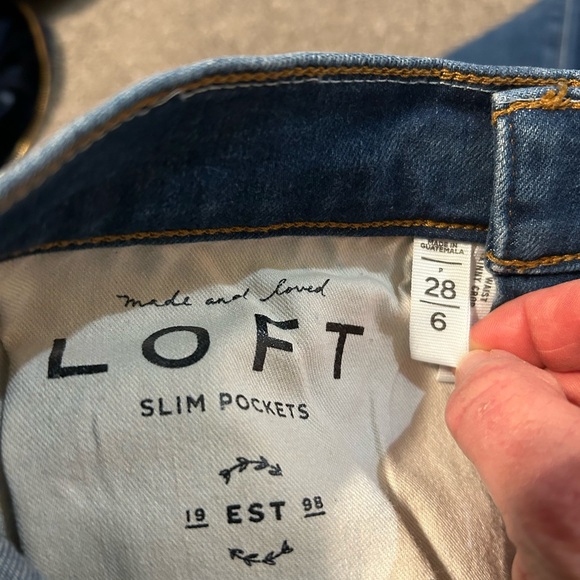 made and loved
LOFT
SLIM POCKETS
19 EST 98
MADE IN
GUATEMALA
P
28
6